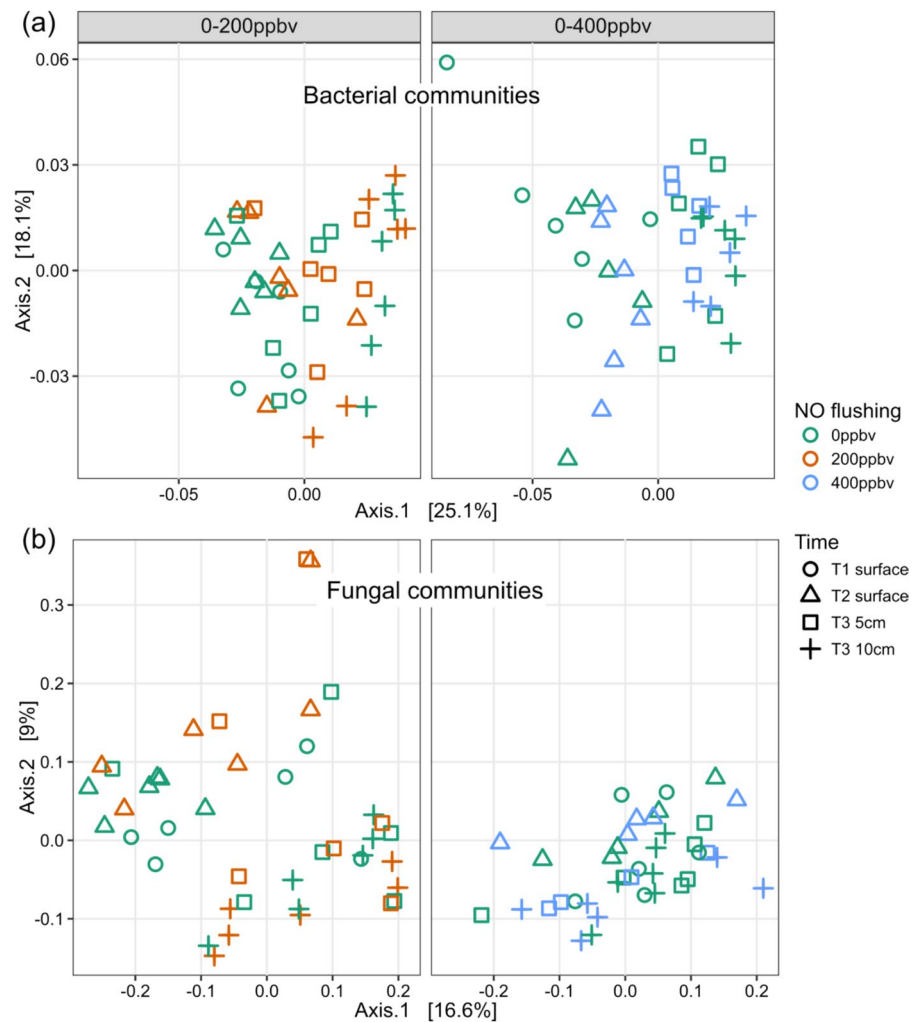 (a)
0-200ppbv 0-400ppbv
Bacterial communities
0.06
0.03
0.00
-0.03
Axis.2 [18.1%]
-0.05 0.00 -0.05 0.00
Axis.1 [25.1%]
NO flushing
0ppbv
200ppbv
400ppbv
Time
T1 surface
T2 surface
T3 5cm
T3 10cm
(b)
Fungal communities
0.3
0.2
0.1
0.0
-0.1
Axis.2 [9%]
-0.2 -0.1 0.0 0.1 0.2 -0.2 -0.1 0.0 0.1 0.2
Axis.1 [16.6%]